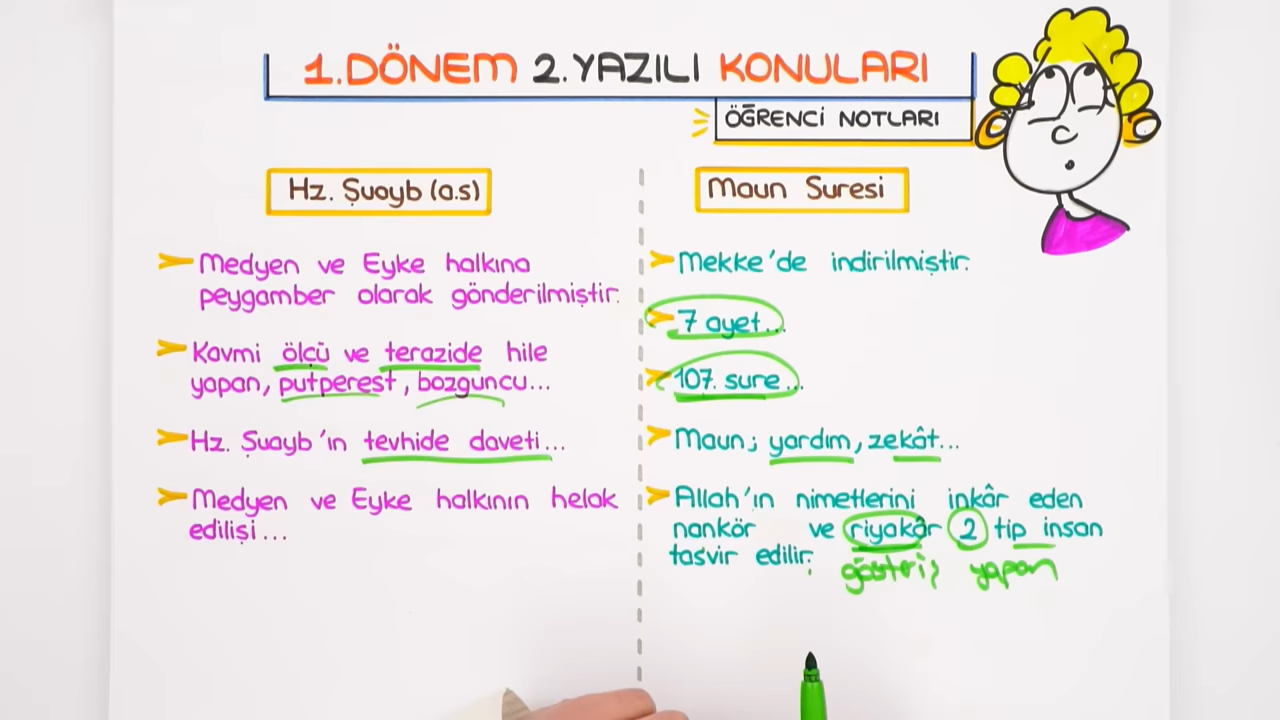 1.DÖNEM 2.YAZILI KONULARI
ÖĞRENCİ NOTLARI
Hz. Şuayb (a.s)
Medyen ve Eyke halkına
peygamber olarak gönderilmiştir.
Kavmi ölçü ve terazide hile
yapan, putperest, bozguncu...
Hz. Şuayb'ın tevhide daveti...
Medyen ve Eyke halkının helak
edilişi...
Maun Suresi
Mekke'de indirilmiştir.
7 ayet...
107. sure...
Maun; yardım, zekât...
Allah'ın nimetlerini inkâr eden
nankör ve riyakâr 2 tip insan
tasvir edilir.
gösteriş yapan